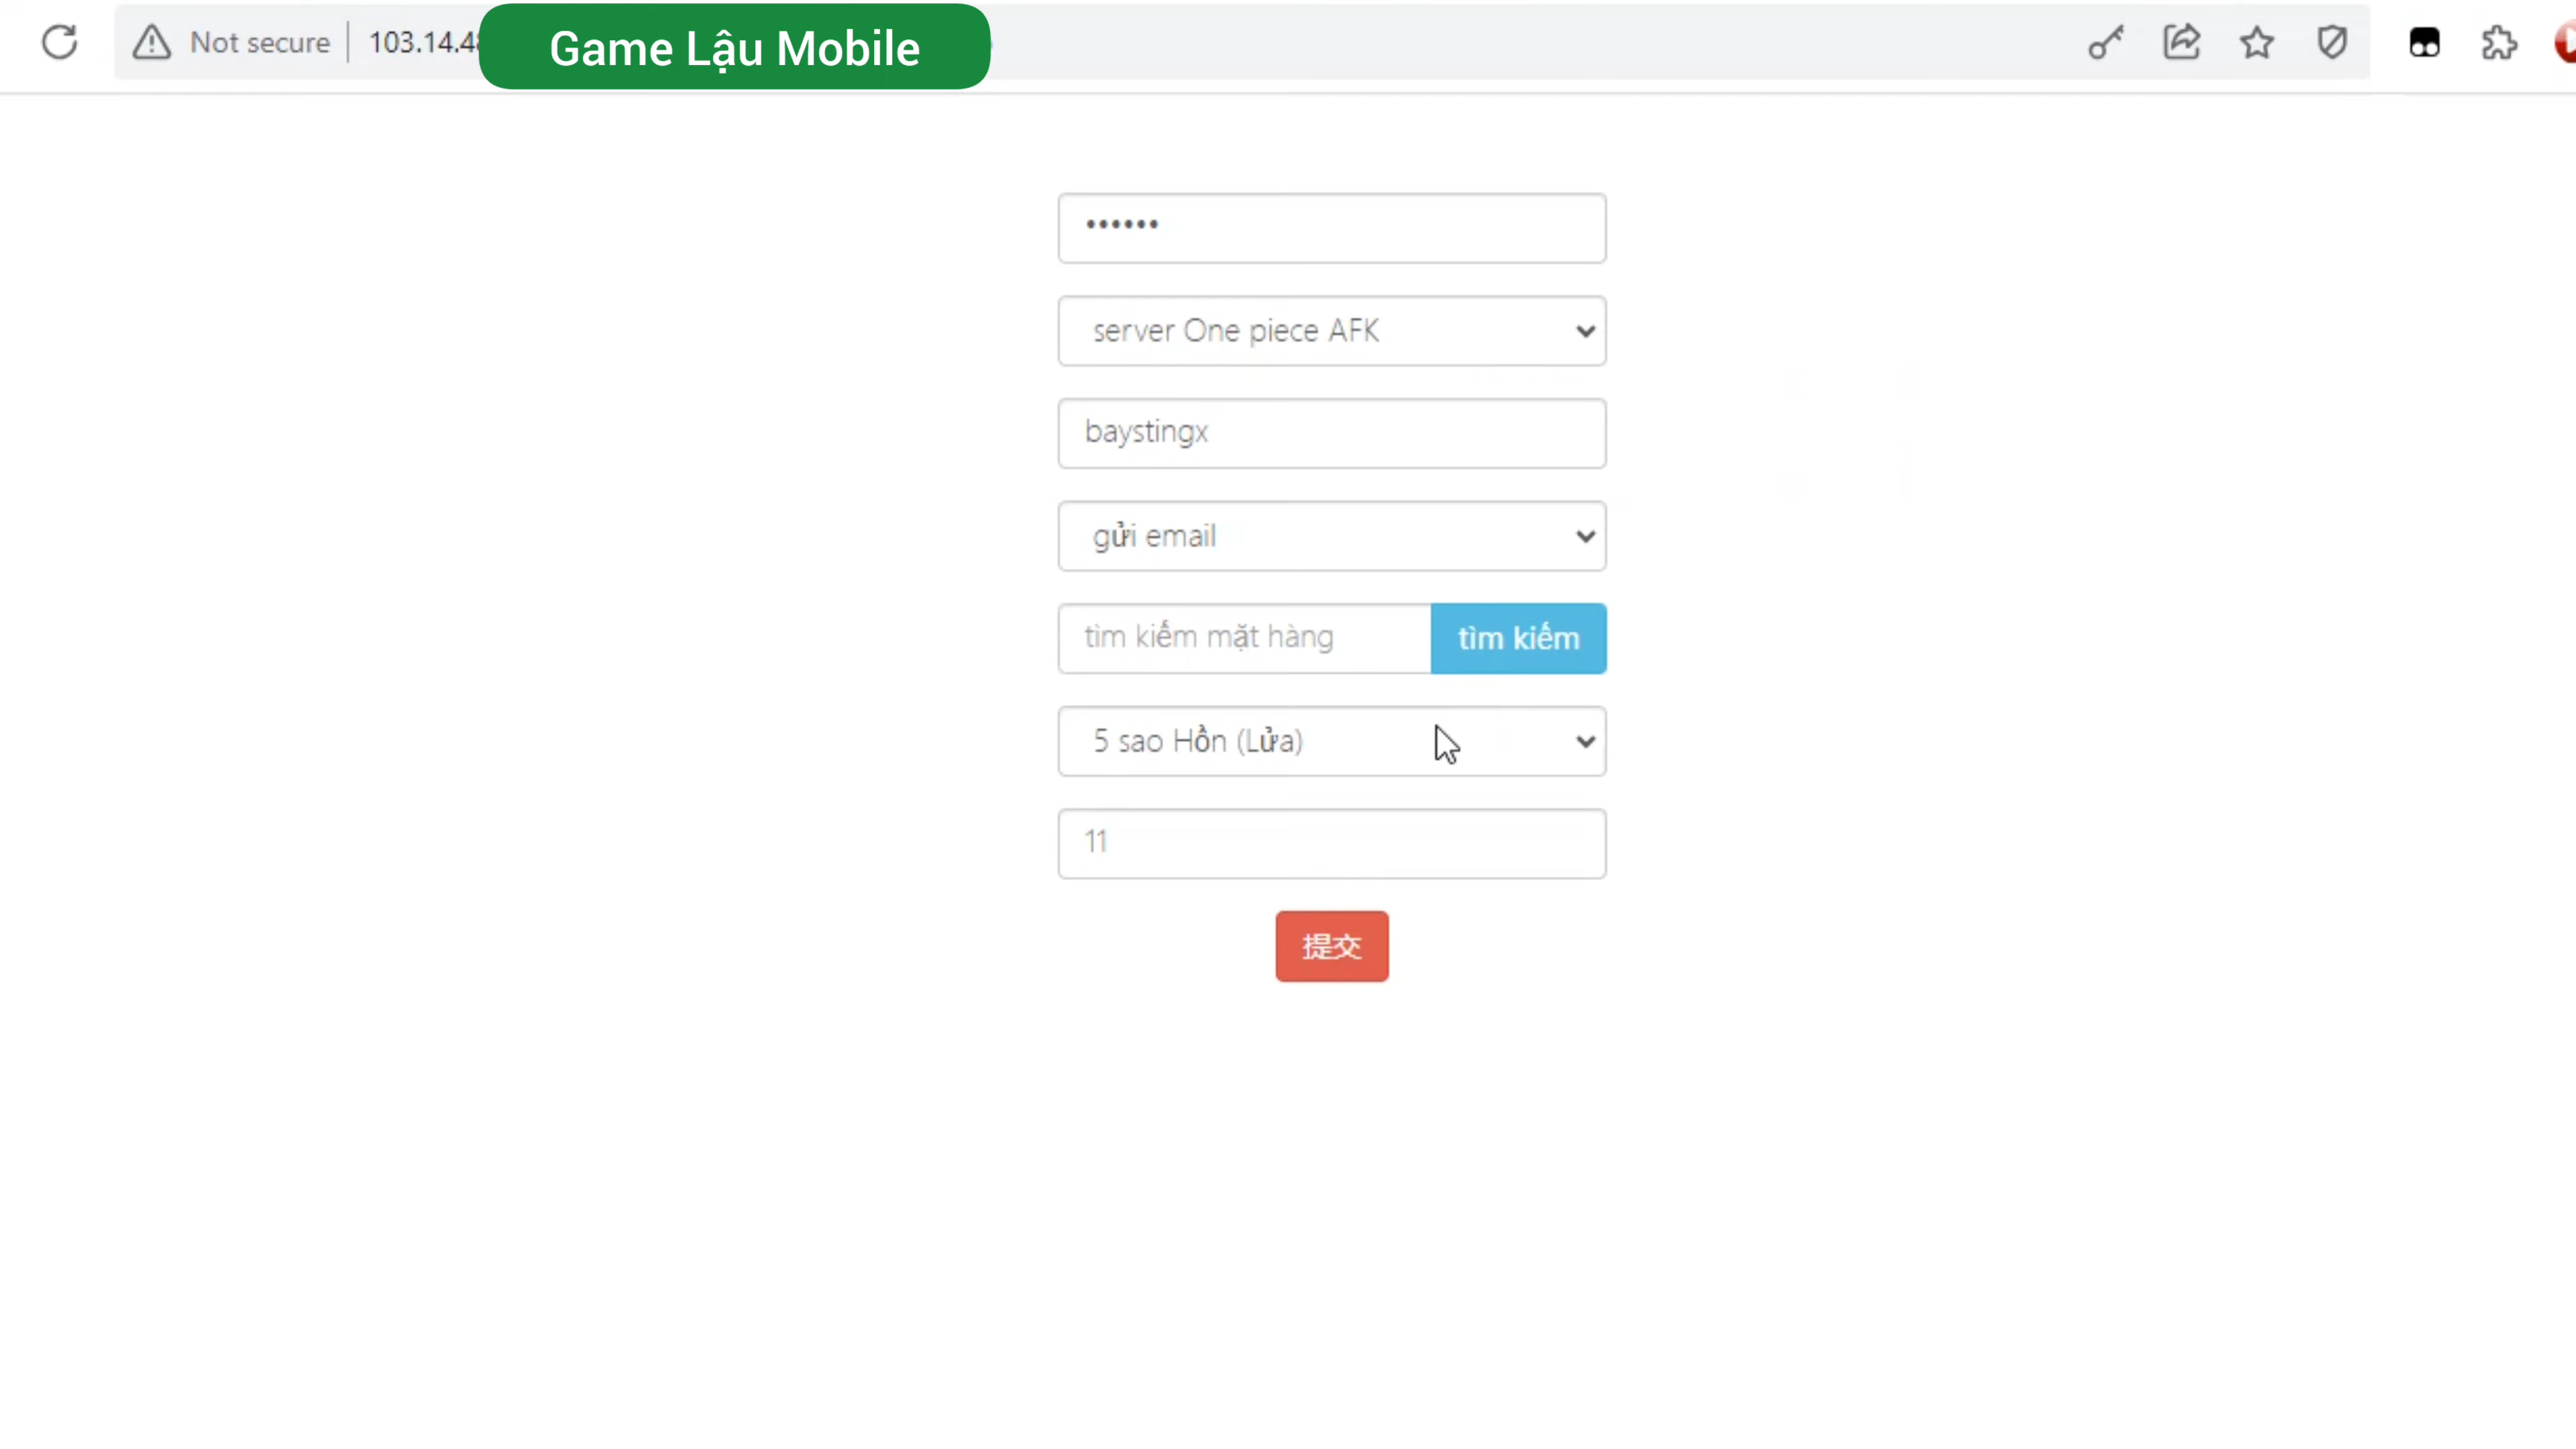 Not secure
103.14.4
Game Lậu Mobile
••••••
server One piece AFK
baystingx
gửi email
tìm kiếm mặt hàng
tìm kiếm
5 sao Hồn (Lửa)
11
提交